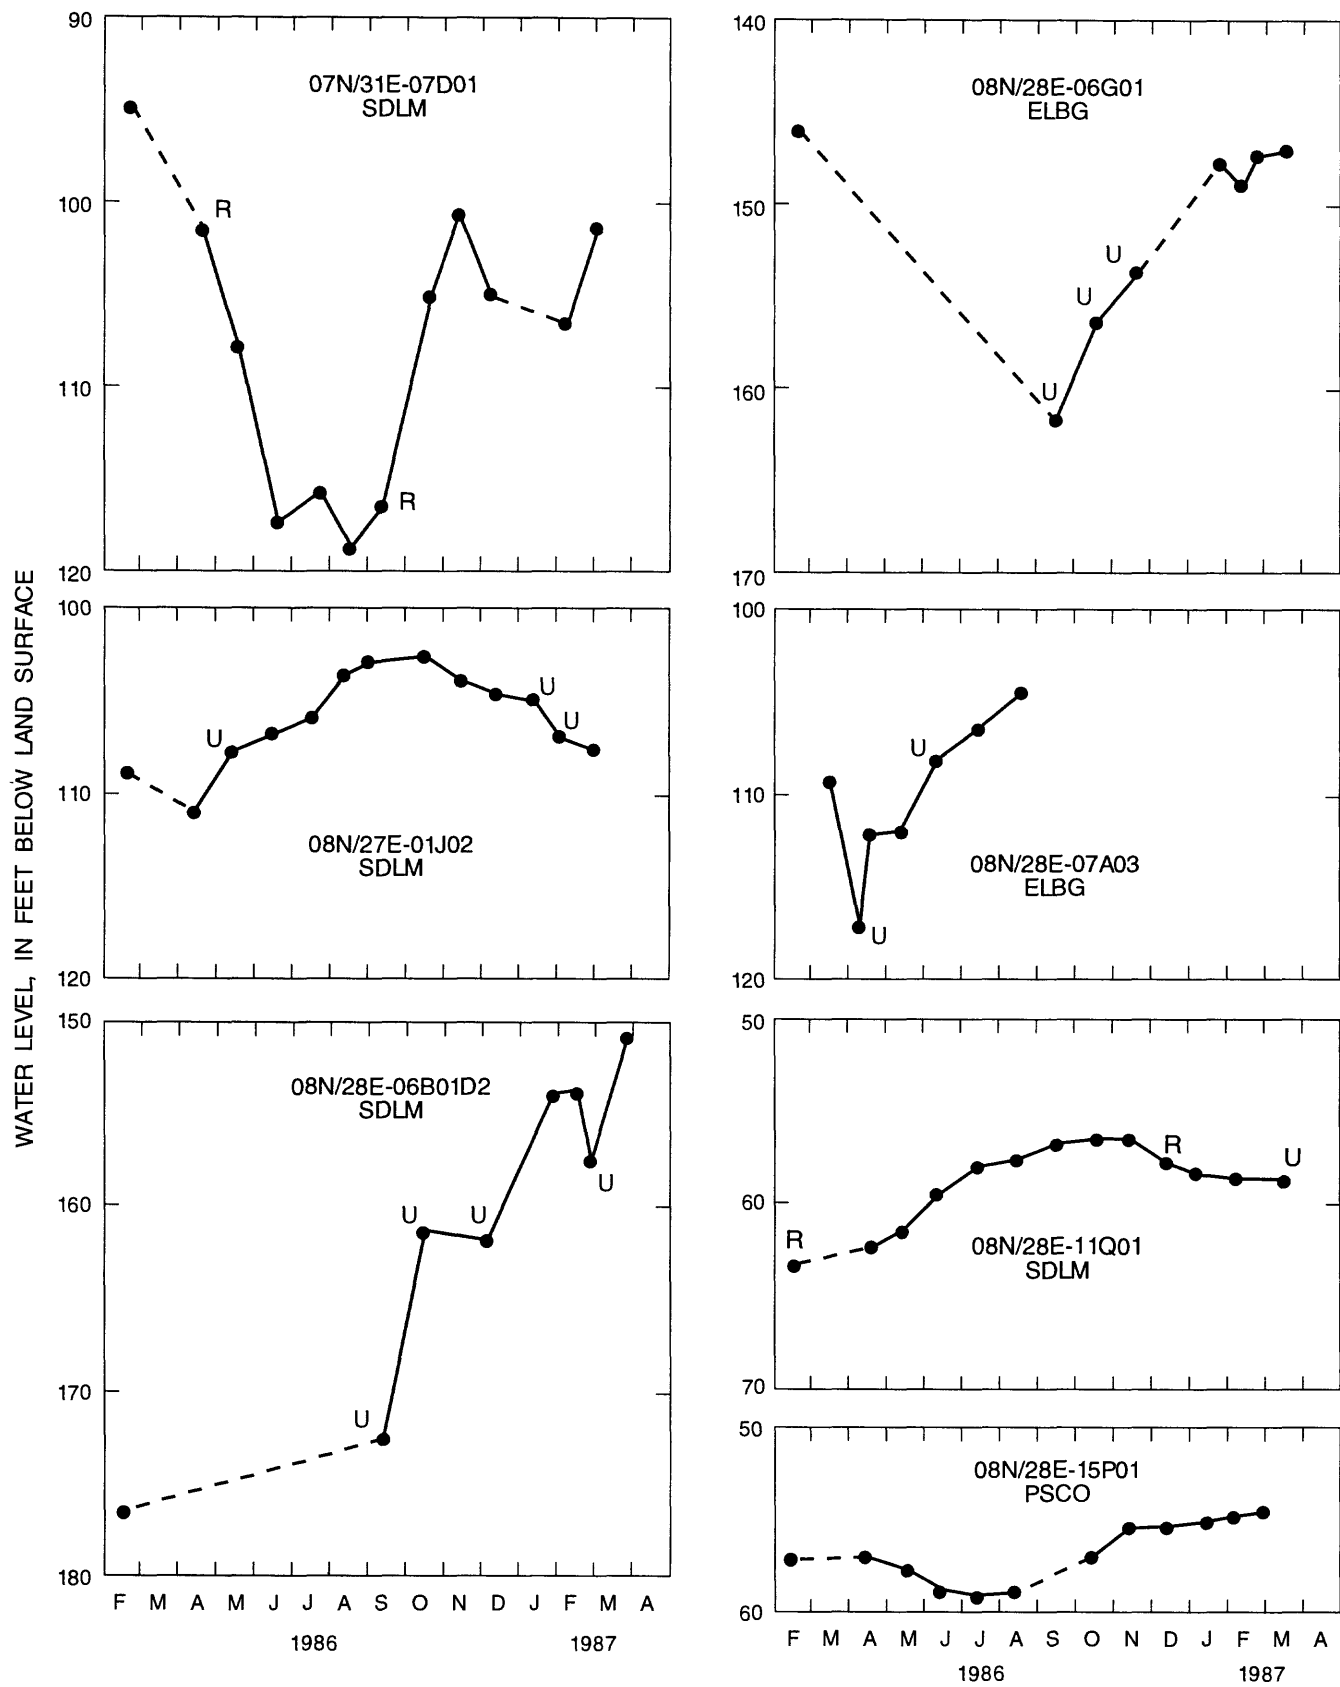 WATER LEVEL, IN FEET BELOW LAND SURFACE
90
100
110
120
07N/31E-07D01
SDLM
R
R
100
110
120
U
U
U
08N/27E-01J02
SDLM
150
160
170
180
08N/28E-06B01D2
SDLM
U
U
U
U
F M A M J J A S O N D J F M A
1986 1987
140
150
160
170
08N/28E-06G01
ELBG
U
U
U
100
110
120
U
08N/28E-07A03
ELBG
U
50
60
70
R
U
R
08N/28E-11Q01
SDLM
50
60
08N/28E-15P01
PSCO
F M A M J J A S O N D J F M A
1986 1987